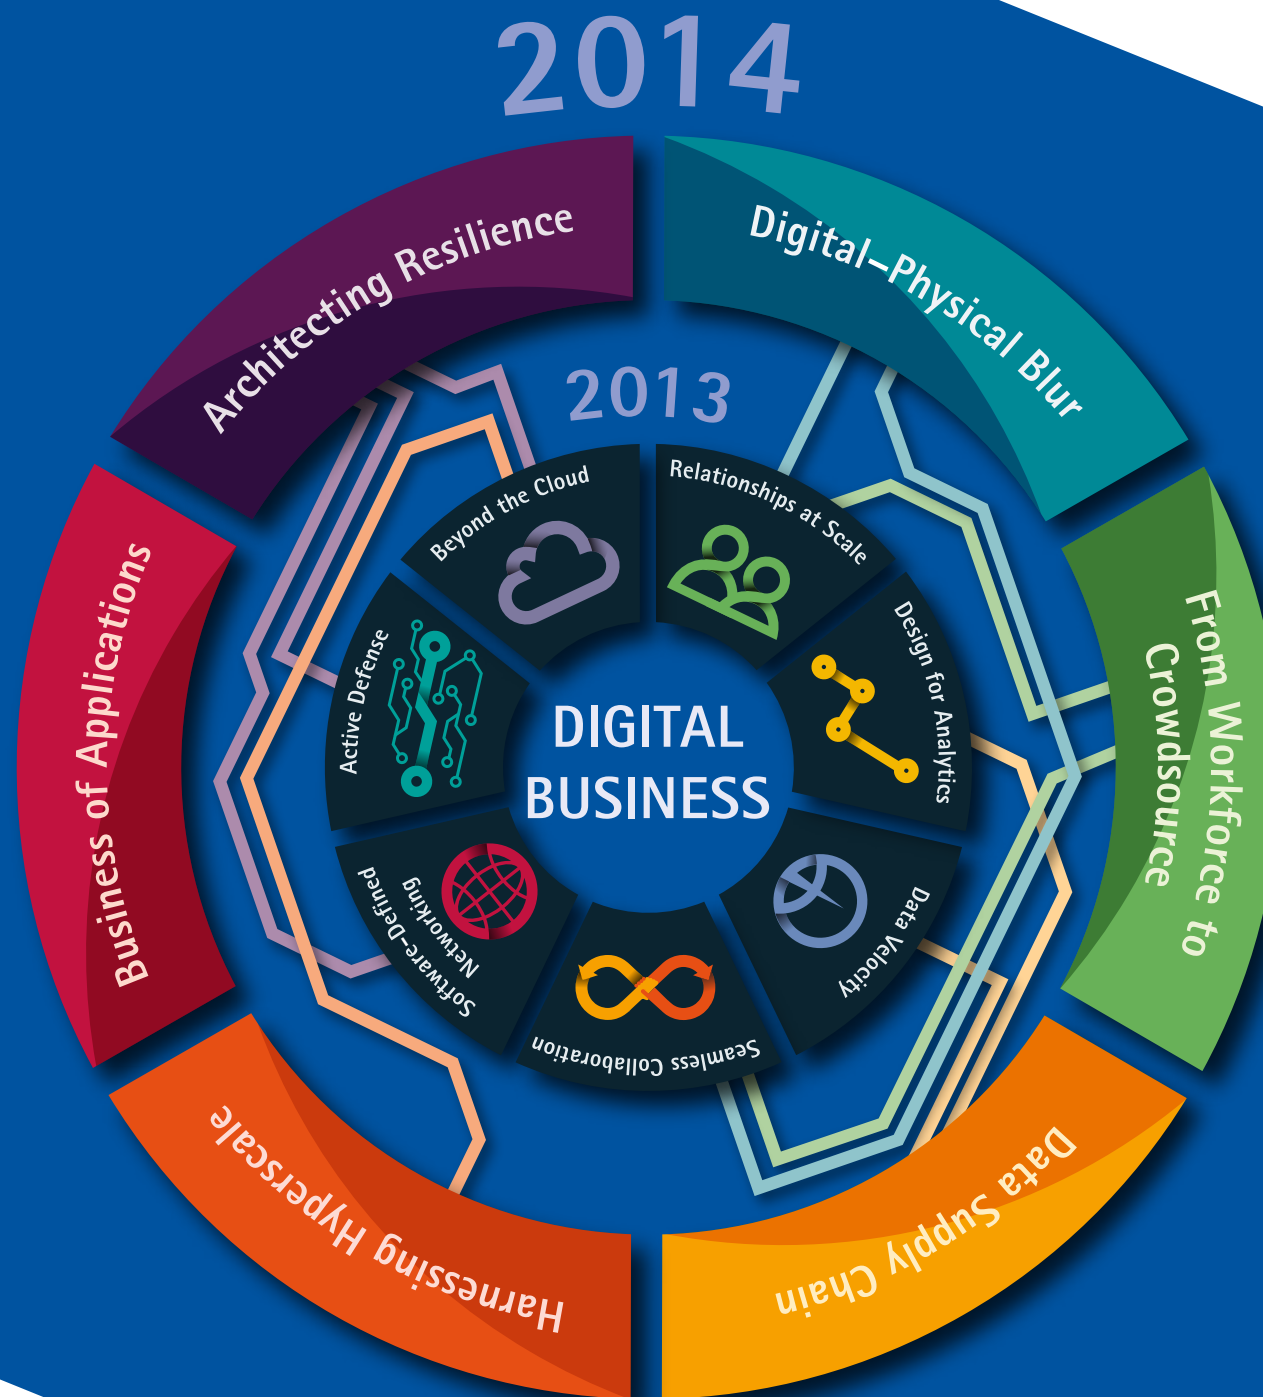 2014
Architecting Resilience
Digital–Physical Blur
From Workforce to
Crowdsource
Data Supply Chain
Harnessing Hyperscale
Business of Applications
2013
Beyond the Cloud
Relationships at Scale
Design for Analytics
Data Velocity
Seamless Collaboration
Software-Defined
Networking
Active Defense
DIGITAL
BUSINESS